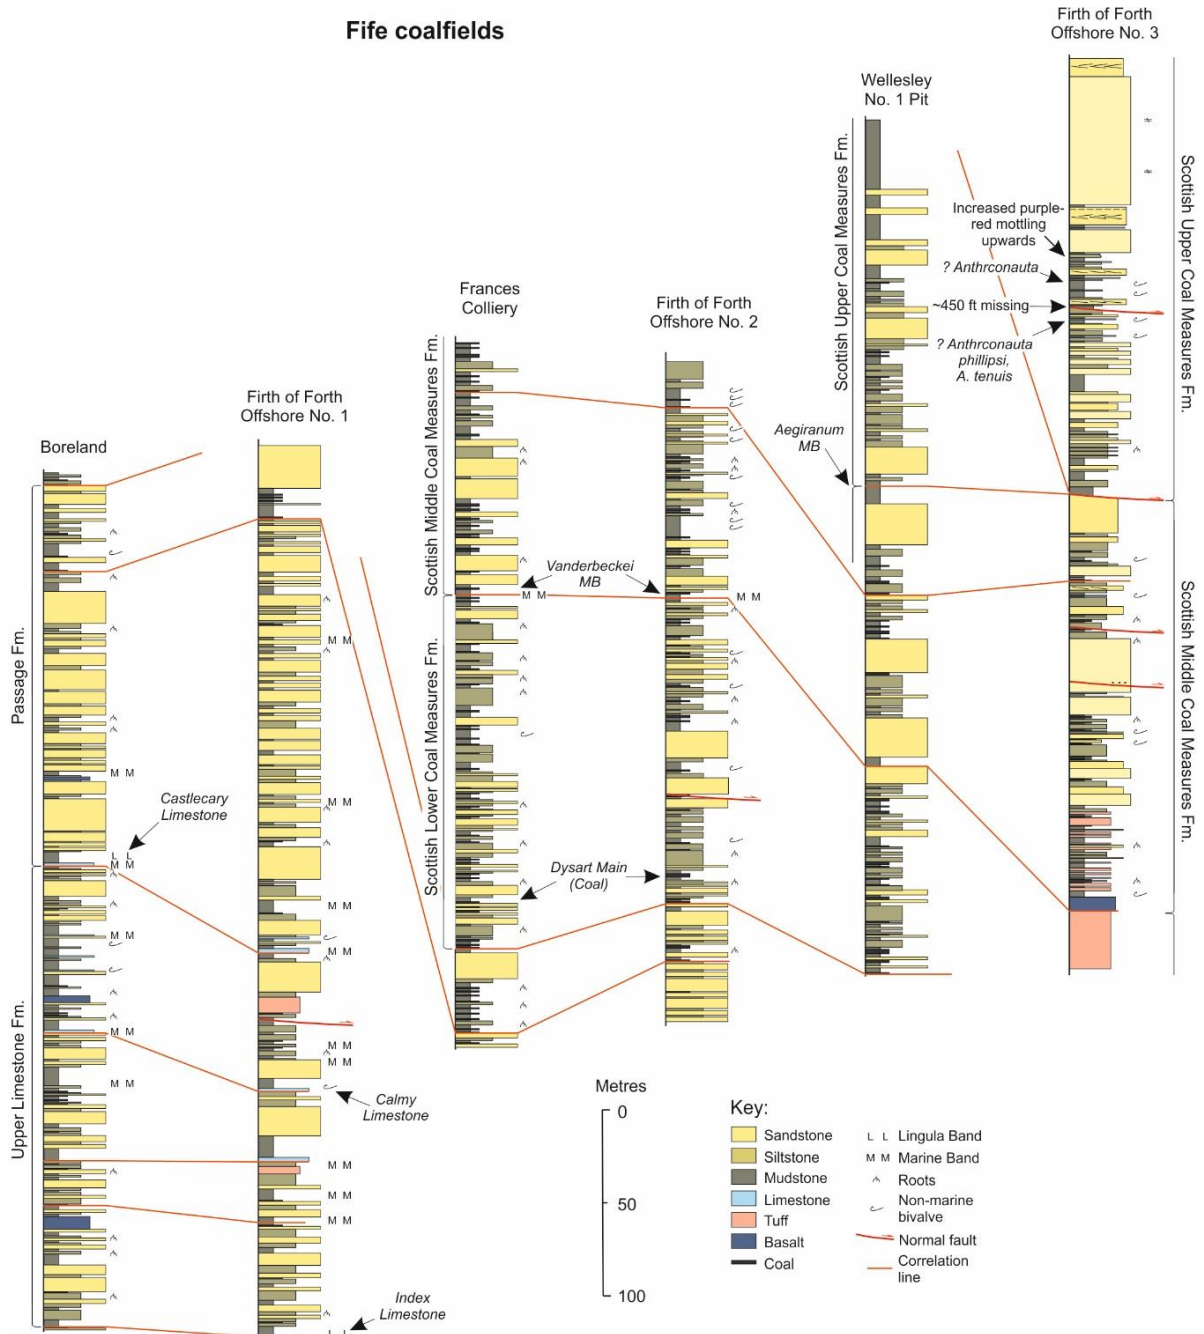 Fife coalfields
Firth of Forth
Offshore No. 3
Wellesley
No. 1 Pit
Frances
Colliery
Firth of Forth
Offshore No. 2
Firth of Forth
Offshore No. 1
Boreland
Scottish Upper Coal Measures Fm.
Increased purple-
red mottling
upwards
? Anthrconauta
~450 ft missing
? Anthrconauta
phillipsi,
A. tenuis
Scottish Upper Coal Measures Fm.
Aegiranum
MB
Scottish Middle Coal Measures Fm.
Vanderbeckei
MB
M M
M M
Scottish Lower Coal Measures Fm.
Dysart Main
(Coal)
Scottish Middle Coal Measures Fm.
Passage Fm.
M M
M M
M M
Castlecary
Limestone
L L
M M
M M
M M
M M
Upper Limestone Fm.
M M
M M
M M
M M
Calmy
Limestone
M M
M M
M M
Index
Limestone
L L
Metres
0
50
100
Key:
Sandstone
Siltstone
Mudstone
Limestone
Tuff
Basalt
Coal
L L Lingula Band
M M Marine Band
Roots
Non-marine
bivalve
Normal fault
Correlation
line